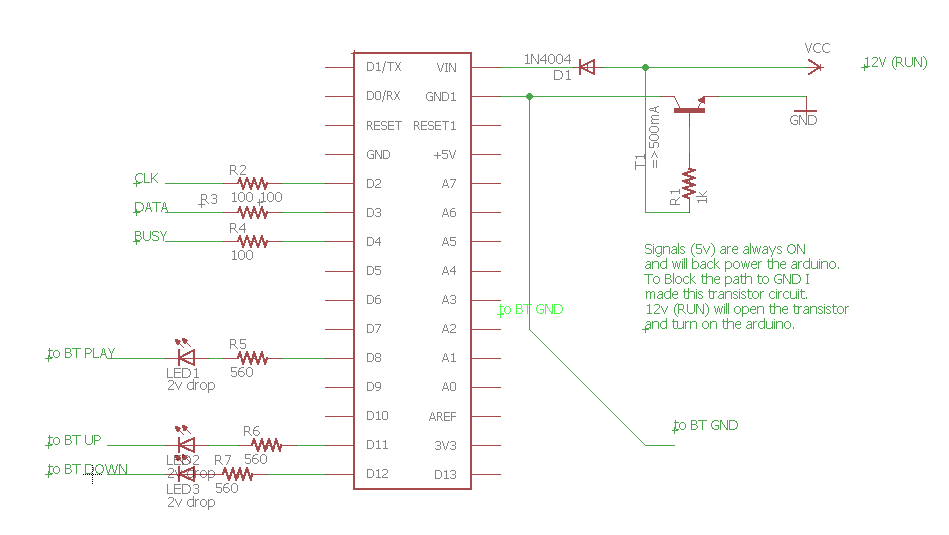 VCC
1N4004
D1
12V (RUN)
D1/TX
VIN
D0/RX
GND1
GND
RESET
RESET1
T1
=>500mA
GND
+5V
R2
CLK
100
100
D2
A7
R1
1K
R3
DATA
D3
A6
R4
BUSY
100
D4
A5
Signals (5v) are always ON
and will back power the arduino.
To Block the path to GND I
made this transistor circuit.
12v (RUN) will open the transistor
and turn on the arduino.
D5
A4
D6
A3
to BT GND
D7
A2
to BT PLAY
R5
D8
A1
LED1
560
2v drop
D9
A0
D10
AREF
to BT GND
to BT UP
R6
D11
3V3
LED2
R7
560
to BT DOWN
2v drop
D12
D13
LED3
560
2v drop